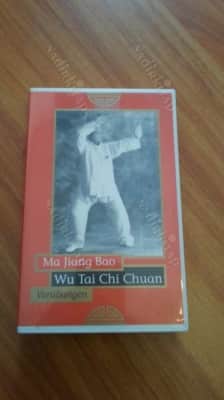 Ma Jiang Bao
Wu Tai Chi Chuan
Vorübungen